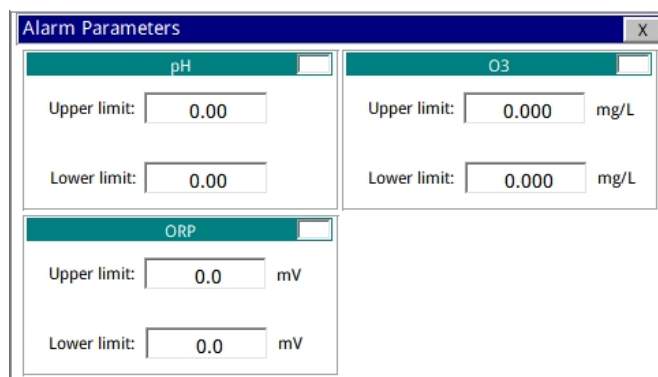 Alarm Parameters X
pH
Upper limit: 0.00
Lower limit: 0.00
O3
Upper limit: 0.000 mg/L
Lower limit: 0.000 mg/L
ORP
Upper limit: 0.0 mV
Lower limit: 0.0 mV